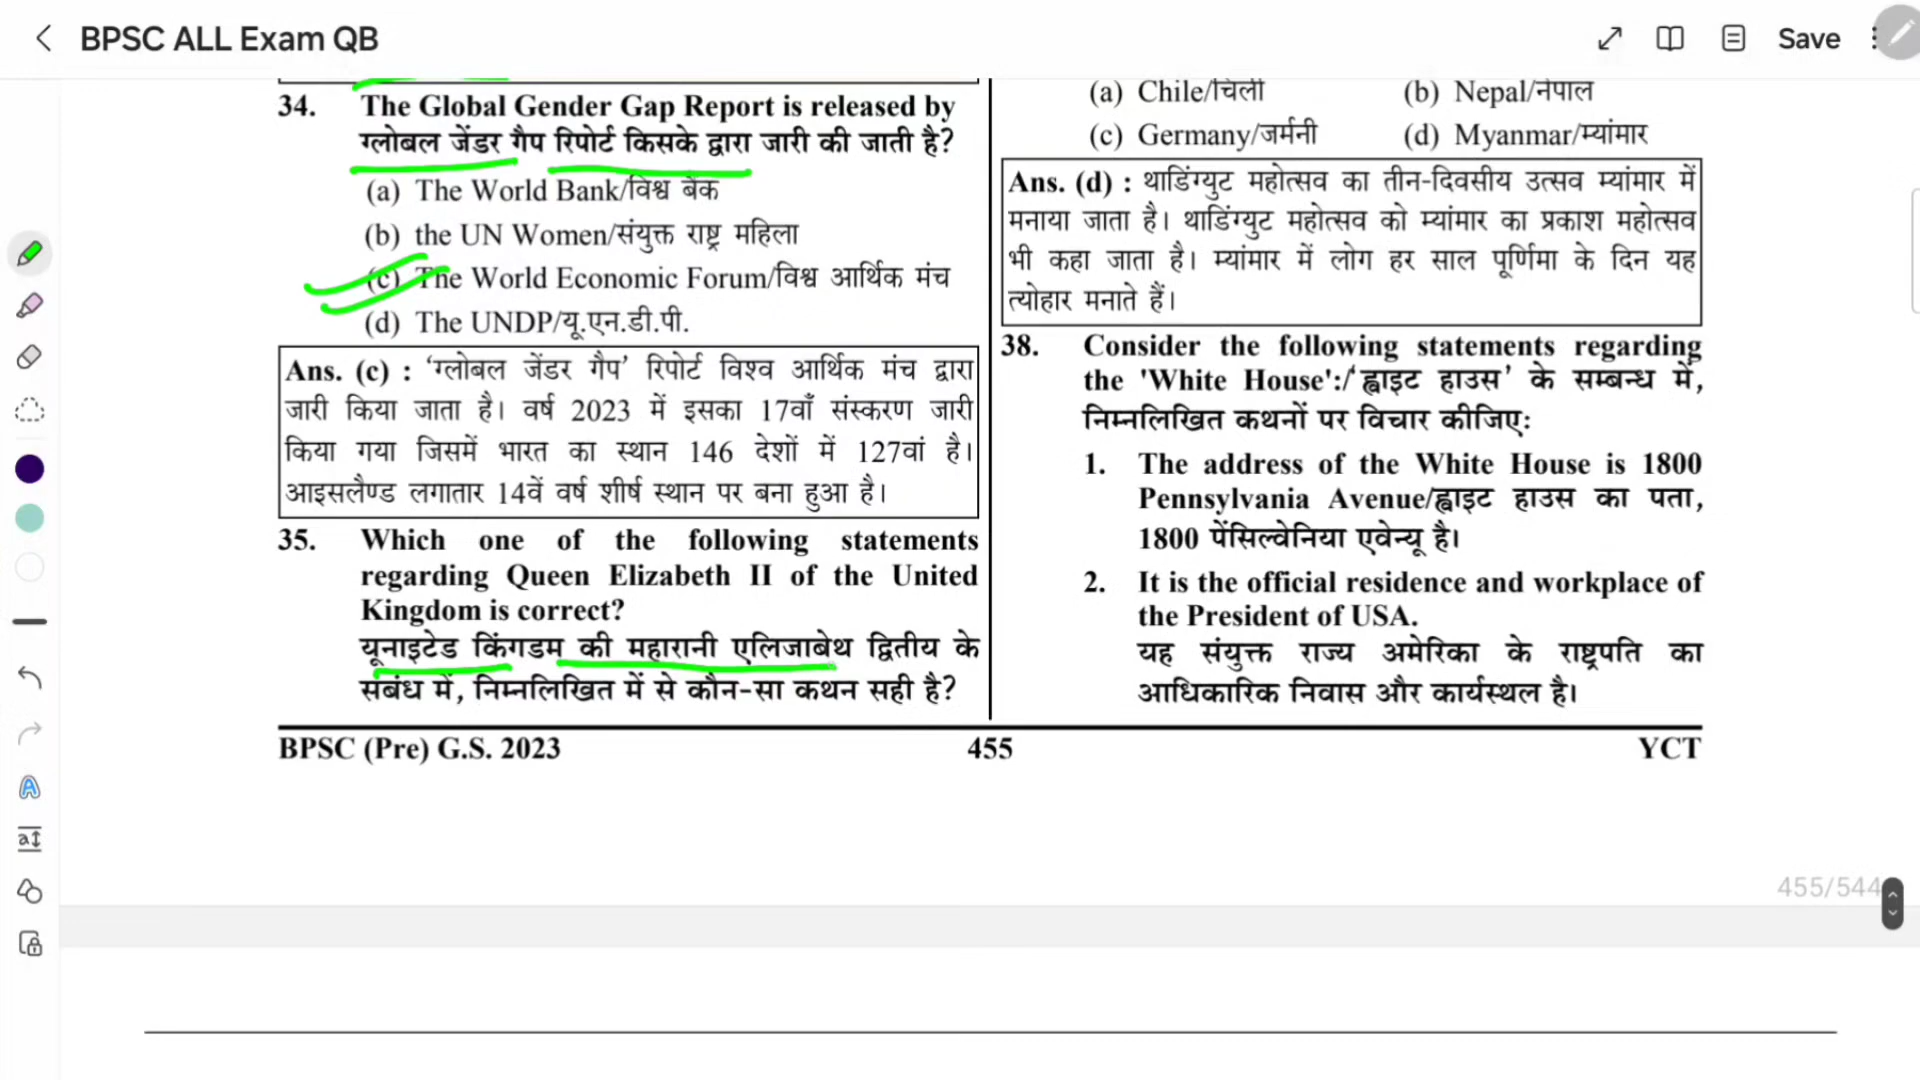 BPSC ALL Exam QB
Save
34. The Global Gender Gap Report is released by
ग्लोबल जेंडर गैप रिपोर्ट किसके द्वारा जारी की जाती है?
(a) The World Bank/विश्व बैंक
(b) the UN Women/संयुक्त राष्ट्र महिला
(c) The World Economic Forum/विश्व आर्थिक मंच
(d) The UNDP/यू.एन.डी.पी.
Ans. (c) : ‘ग्लोबल जेंडर गैप’ रिपोर्ट विश्व आर्थिक मंच द्वारा
जारी किया जाता है। वर्ष 2023 में इसका 17वाँ संस्करण जारी
किया गया जिसमें भारत का स्थान 146 देशों में 127वां है।
आइसलैण्ड लगातार 14वें वर्ष शीर्ष स्थान पर बना हुआ है।
35. Which one of the following statements
regarding Queen Elizabeth II of the United
Kingdom is correct?
यूनाइटेड किंगडम की महारानी एलिजाबेथ द्वितीय के
संबंध में, निम्नलिखित में से कौन-सा कथन सही है?
(a) Chile/चिली (b) Nepal/नेपाल
(c) Germany/जर्मनी (d) Myanmar/म्यांमार
Ans. (d) : थाडिंग्युट महोत्सव का तीन-दिवसीय उत्सव म्यांमार में
मनाया जाता है। थाडिंग्युट महोत्सव को म्यांमार का प्रकाश महोत्सव
भी कहा जाता है। म्यांमार में लोग हर साल पूर्णिमा के दिन यह
त्योहार मनाते हैं।
38. Consider the following statements regarding
the 'White House':/‘ह्वाइट हाउस’ के सम्बन्ध में,
निम्नलिखित कथनों पर विचार कीजिएः
1. The address of the White House is 1800
Pennsylvania Avenue/ह्वाइट हाउस का पता,
1800 पेंसिल्वेनिया एवेन्यू है।
2. It is the official residence and workplace of
the President of USA.
यह संयुक्त राज्य अमेरिका के राष्ट्रपति का
आधिकारिक निवास और कार्यस्थल है।
BPSC (Pre) G.S. 2023 455 YCT
455/544